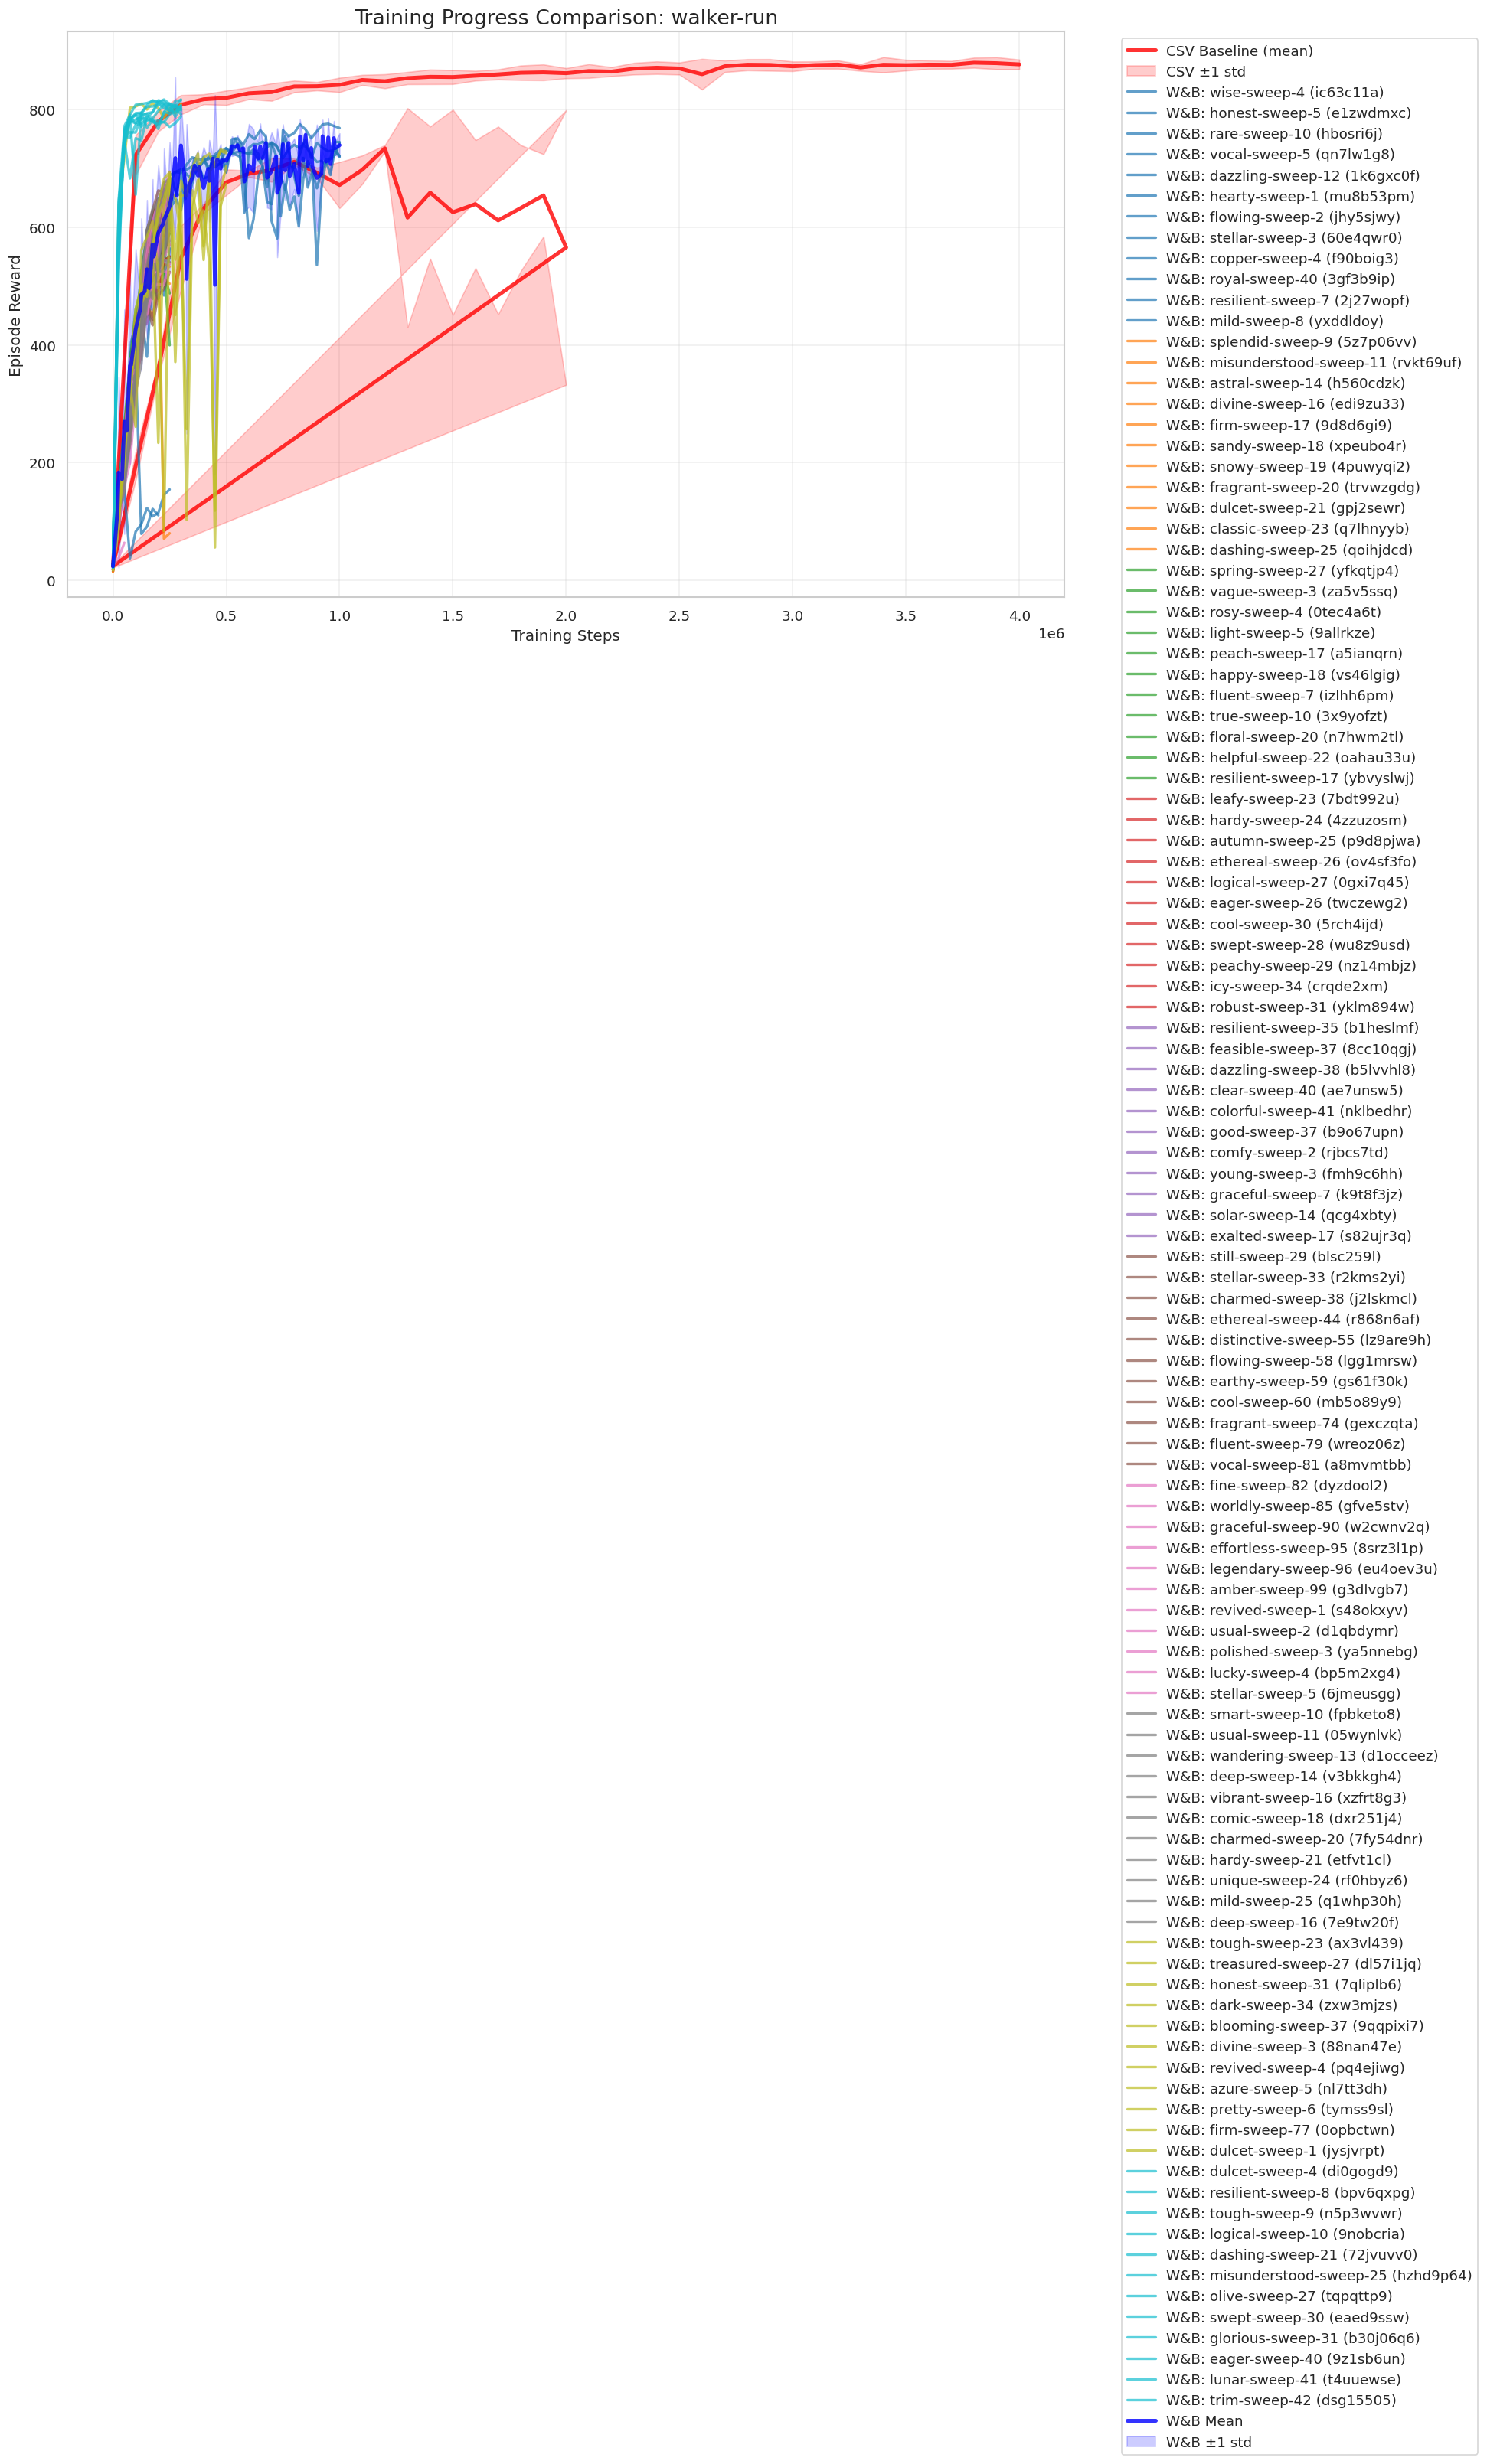 Training Progress Comparison: walker-run
Episode Reward
800
600
400
200
0
0.0 0.5 1.0 1.5 2.0 2.5 3.0 3.5 4.0
1e6
Training Steps
CSV Baseline (mean)
CSV ±1 std
W&B: wise-sweep-4 (ic63c11a)
W&B: honest-sweep-5 (e1zwdmxc)
W&B: rare-sweep-10 (hbosri6j)
W&B: vocal-sweep-5 (qn7lw1g8)
W&B: dazzling-sweep-12 (1k6gxc0f)
W&B: hearty-sweep-1 (mu8b53pm)
W&B: flowing-sweep-2 (jhy5sjwy)
W&B: stellar-sweep-3 (60e4qwr0)
W&B: copper-sweep-4 (f90boig3)
W&B: royal-sweep-40 (3gf3b9ip)
W&B: resilient-sweep-7 (2j27wopf)
W&B: mild-sweep-8 (yxddldoy)
W&B: splendid-sweep-9 (5z7p06vv)
W&B: misunderstood-sweep-11 (rvkt69uf)
W&B: astral-sweep-14 (h560cdzk)
W&B: divine-sweep-16 (edi9zu33)
W&B: firm-sweep-17 (9d8d6gi9)
W&B: sandy-sweep-18 (xpeubo4r)
W&B: snowy-sweep-19 (4puwyqi2)
W&B: fragrant-sweep-20 (trvwzgdg)
W&B: dulcet-sweep-21 (gpj2sewr)
W&B: classic-sweep-23 (q7lhnyyb)
W&B: dashing-sweep-25 (qoihjdcd)
W&B: spring-sweep-27 (yfkqtjp4)
W&B: vague-sweep-3 (za5v5ssq)
W&B: rosy-sweep-4 (0tec4a6t)
W&B: light-sweep-5 (9allrkze)
W&B: peach-sweep-17 (a5ianqrn)
W&B: happy-sweep-18 (vs46lgig)
W&B: fluent-sweep-7 (izlhh6pm)
W&B: true-sweep-10 (3x9yofzt)
W&B: floral-sweep-20 (n7hwm2tl)
W&B: helpful-sweep-22 (oahau33u)
W&B: resilient-sweep-17 (ybvyslwj)
W&B: leafy-sweep-23 (7bdt992u)
W&B: hardy-sweep-24 (4zzuzosm)
W&B: autumn-sweep-25 (p9d8pjwa)
W&B: ethereal-sweep-26 (ov4sf3fo)
W&B: logical-sweep-27 (0gxi7q45)
W&B: eager-sweep-26 (twczewg2)
W&B: cool-sweep-30 (5rch4ijd)
W&B: swept-sweep-28 (wu8z9usd)
W&B: peachy-sweep-29 (nz14mbjz)
W&B: icy-sweep-34 (crqde2xm)
W&B: robust-sweep-31 (yklm894w)
W&B: resilient-sweep-35 (b1heslmf)
W&B: feasible-sweep-37 (8cc10qgj)
W&B: dazzling-sweep-38 (b5lvvhl8)
W&B: clear-sweep-40 (ae7unsw5)
W&B: colorful-sweep-41 (nklbedhr)
W&B: good-sweep-37 (b9o67upn)
W&B: comfy-sweep-2 (rjbcs7td)
W&B: young-sweep-3 (fmh9c6hh)
W&B: graceful-sweep-7 (k9t8f3jz)
W&B: solar-sweep-14 (qcg4xbty)
W&B: exalted-sweep-17 (s82ujr3q)
W&B: still-sweep-29 (blsc259l)
W&B: stellar-sweep-33 (r2kms2yi)
W&B: charmed-sweep-38 (j2lskmcl)
W&B: ethereal-sweep-44 (r868n6af)
W&B: distinctive-sweep-55 (lz9are9h)
W&B: flowing-sweep-58 (lgg1mrsw)
W&B: earthy-sweep-59 (gs61f30k)
W&B: cool-sweep-60 (mb5o89y9)
W&B: fragrant-sweep-74 (gexczqta)
W&B: fluent-sweep-79 (wreoz06z)
W&B: vocal-sweep-81 (a8mvmtbb)
W&B: fine-sweep-82 (dyzdool2)
W&B: worldly-sweep-85 (gfve5stv)
W&B: graceful-sweep-90 (w2cwnv2q)
W&B: effortless-sweep-95 (8srz3l1p)
W&B: legendary-sweep-96 (eu4oev3u)
W&B: amber-sweep-99 (g3dlvgb7)
W&B: revived-sweep-1 (s48okxyv)
W&B: usual-sweep-2 (d1qbdymr)
W&B: polished-sweep-3 (ya5nnebg)
W&B: lucky-sweep-4 (bp5m2xg4)
W&B: stellar-sweep-5 (6jmeusgg)
W&B: smart-sweep-10 (fpbketo8)
W&B: usual-sweep-11 (05wynlvk)
W&B: wandering-sweep-13 (d1occeez)
W&B: deep-sweep-14 (v3bkkgh4)
W&B: vibrant-sweep-16 (xzfrt8g3)
W&B: comic-sweep-18 (dxr251j4)
W&B: charmed-sweep-20 (7fy54dnr)
W&B: hardy-sweep-21 (etfvt1cl)
W&B: unique-sweep-24 (rf0hbyz6)
W&B: mild-sweep-25 (q1whp30h)
W&B: deep-sweep-16 (7e9tw20f)
W&B: tough-sweep-23 (ax3vl439)
W&B: treasured-sweep-27 (dl57i1jq)
W&B: honest-sweep-31 (7qliplb6)
W&B: dark-sweep-34 (zxw3mjzs)
W&B: blooming-sweep-37 (9qqpixi7)
W&B: divine-sweep-3 (88nan47e)
W&B: revived-sweep-4 (pq4ejiwg)
W&B: azure-sweep-5 (nl7tt3dh)
W&B: pretty-sweep-6 (tymss9sl)
W&B: firm-sweep-77 (0opbctwn)
W&B: dulcet-sweep-1 (jysjvrpt)
W&B: dulcet-sweep-4 (di0gogd9)
W&B: resilient-sweep-8 (bpv6qxpg)
W&B: tough-sweep-9 (n5p3wvwr)
W&B: logical-sweep-10 (9nobcria)
W&B: dashing-sweep-21 (72jvuvv0)
W&B: misunderstood-sweep-25 (hzhd9p64)
W&B: olive-sweep-27 (tqpqttp9)
W&B: swept-sweep-30 (eaed9ssw)
W&B: glorious-sweep-31 (b30j06q6)
W&B: eager-sweep-40 (9z1sb6un)
W&B: lunar-sweep-41 (t4uuewse)
W&B: trim-sweep-42 (dsg15505)
W&B Mean
W&B ±1 std